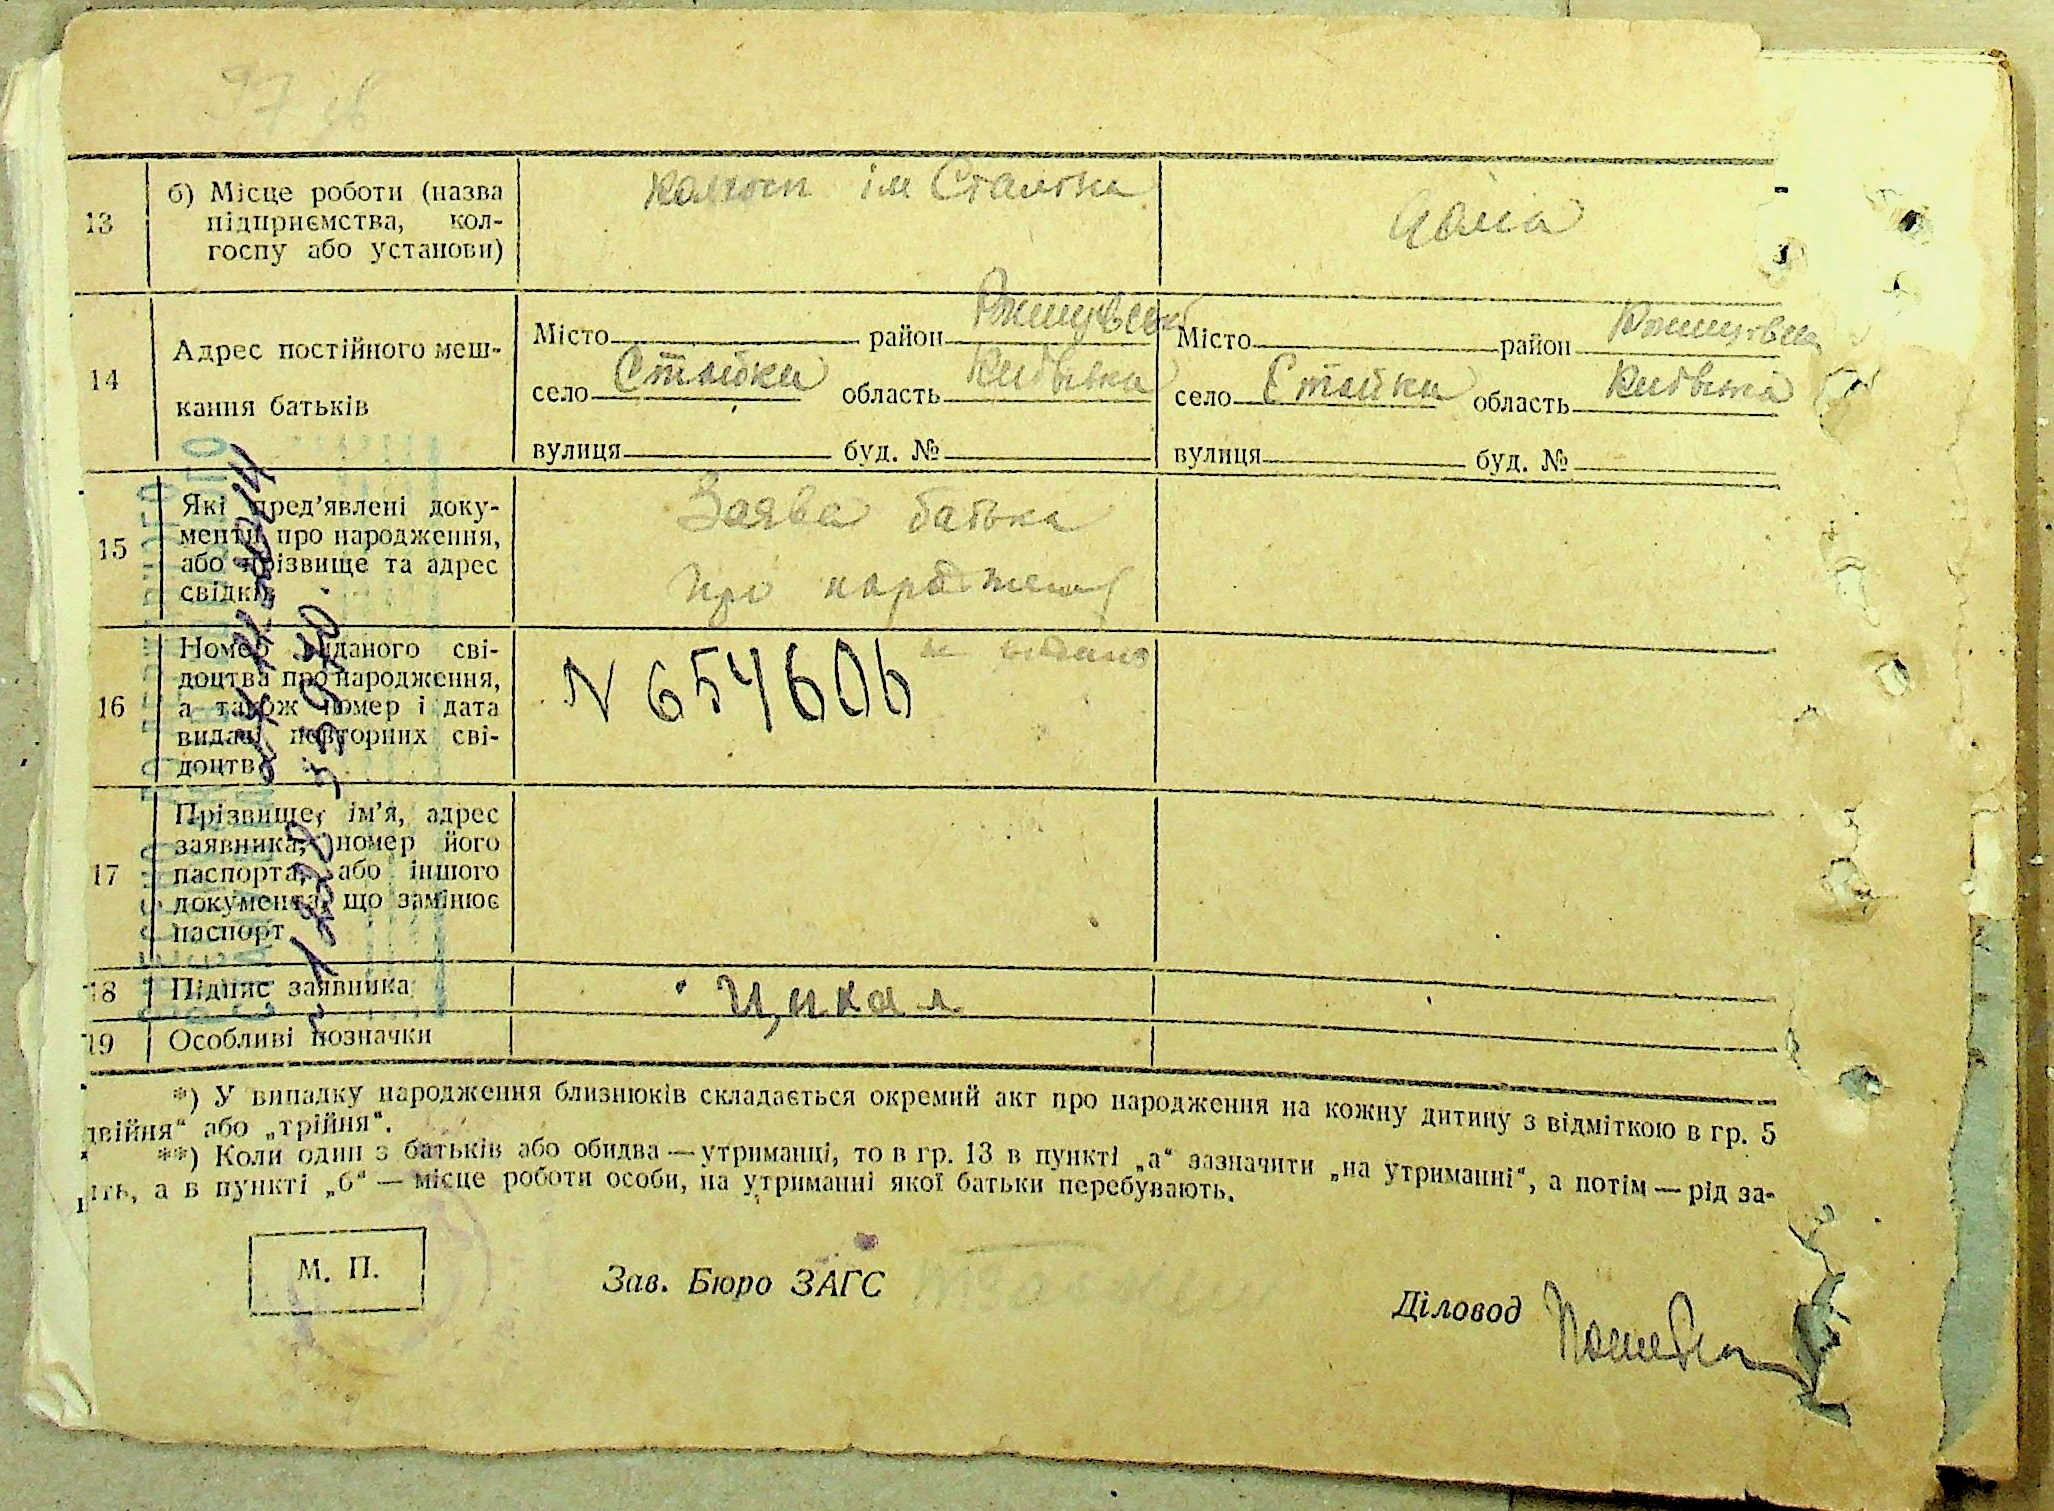 13
б) Місце роботи (назва
підприємства, кол-
госпу або установи)
колгосп ім Сталіна
дома
14
Адрес постійного меш-
кання батьків
Місто район
село Стайки область Київська
вулиця буд. №
Місто район
село Стайки область Київська
вулиця буд. №
15
Які пред’явлені доку-
менти про народження,
або прізвище та адрес
свідків
Заява батька
про народжен
16
Номер виданого сві-
доцтва про народження,
а також номер і дата
видачі повторних сві-
доцтв
N 654606
17
Прізвище, ім’я, адрес
заявника, номер його
паспорта, або іншого
документа, що замінює
паспорт
18
Підпис заявника
Цикал
19
Особливі позначки
*) У випадку народження близнюків складається окремий акт про народження на кожну дитину з відміткою в гр. 5
двійня“ або „трійня“.
**) Коли один з батьків або обидва — утриманці, то в гр. 13 в пункті „а“ зазначити „на утриманні“, а потім — рід за-
ять, а в пункті „б“ — місце роботи особи, на утриманні якої батьки перебувають.
М. П.
Зав. Бюро ЗАГС
Діловод